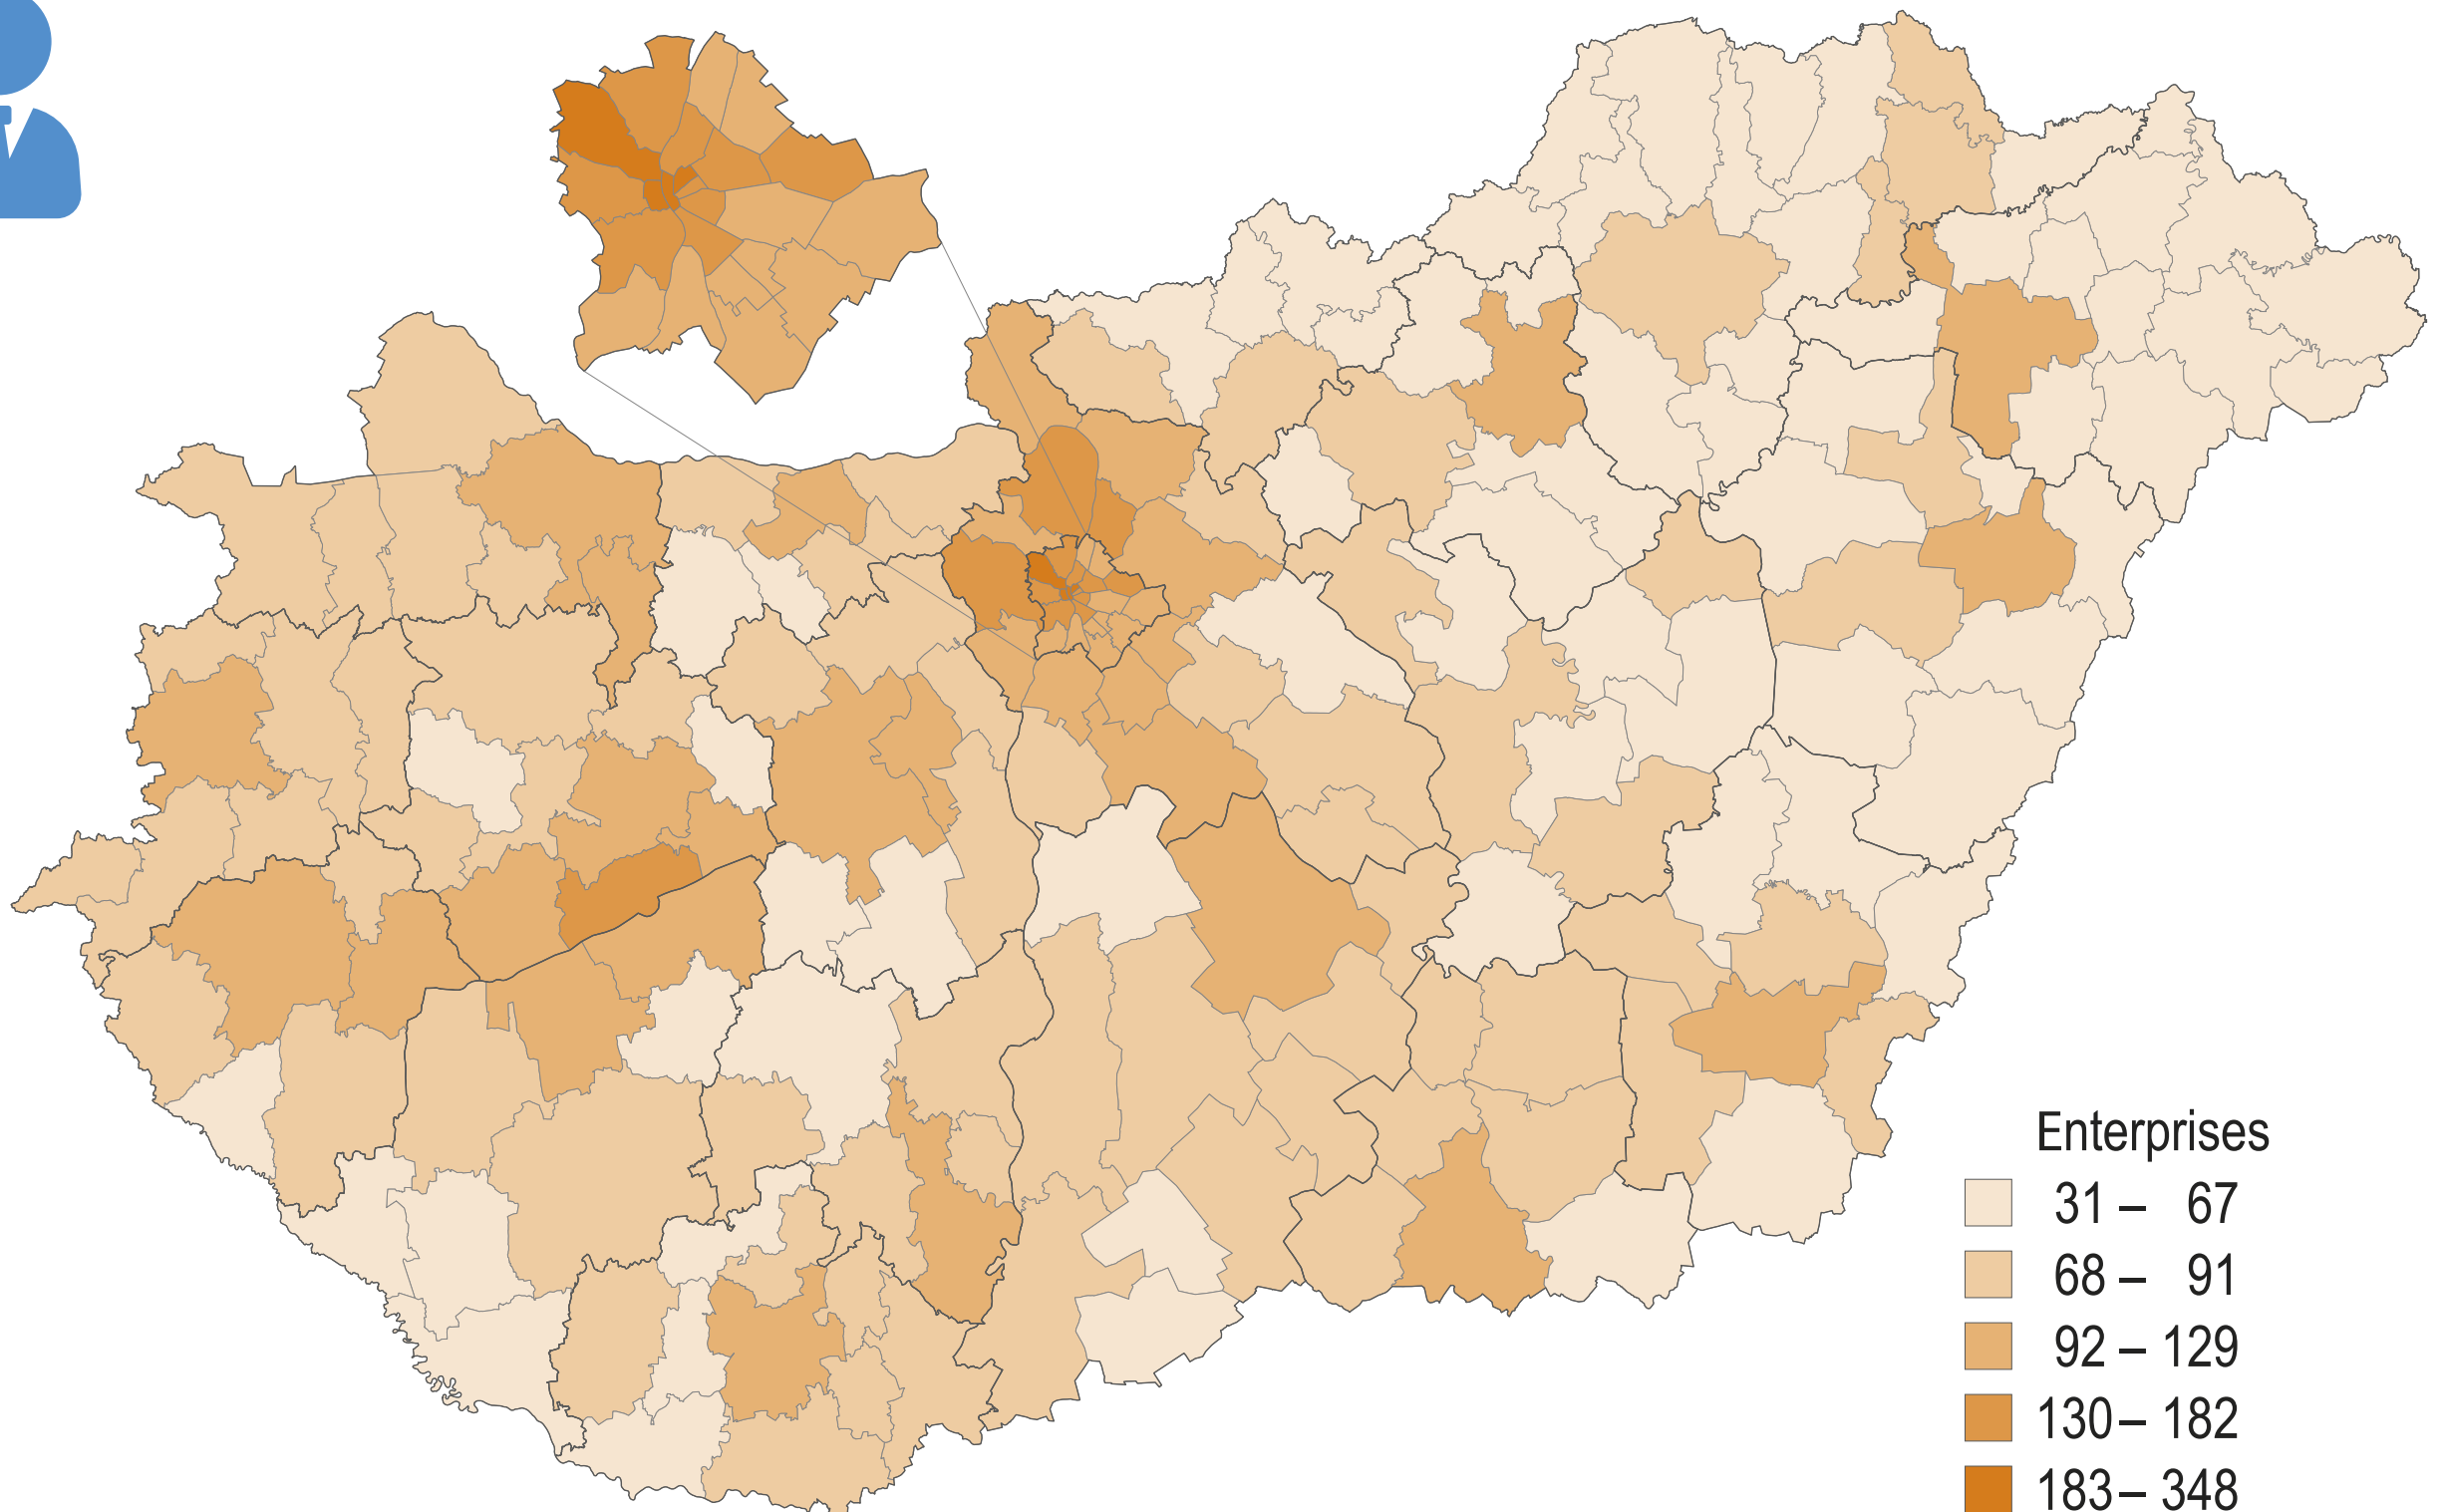 Enterprises
31 – 67
68 – 91
92 – 129
130 – 182
183 – 348